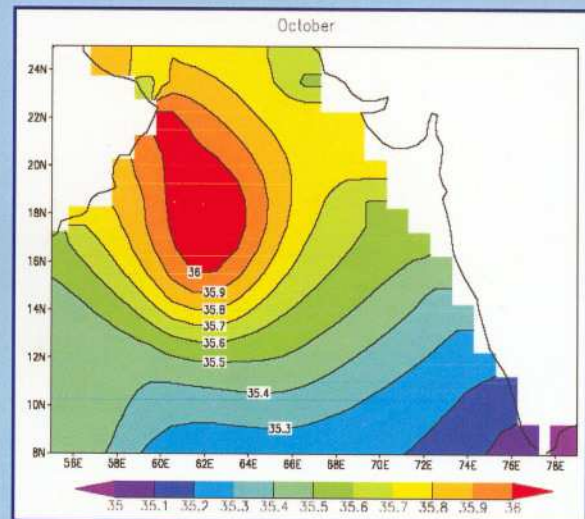 October
24N
22N
20N
18N
16N
14N
12N
10N
8N
36
35.9
35.8
35.7
35.6
35.5
35.4
35.3
56E 58E 60E 62E 64E 66E 68E 70E 72E 74E 76E 78E
35 35.1 35.2 35.3 35.4 35.5 35.6 35.7 35.8 35.9 36